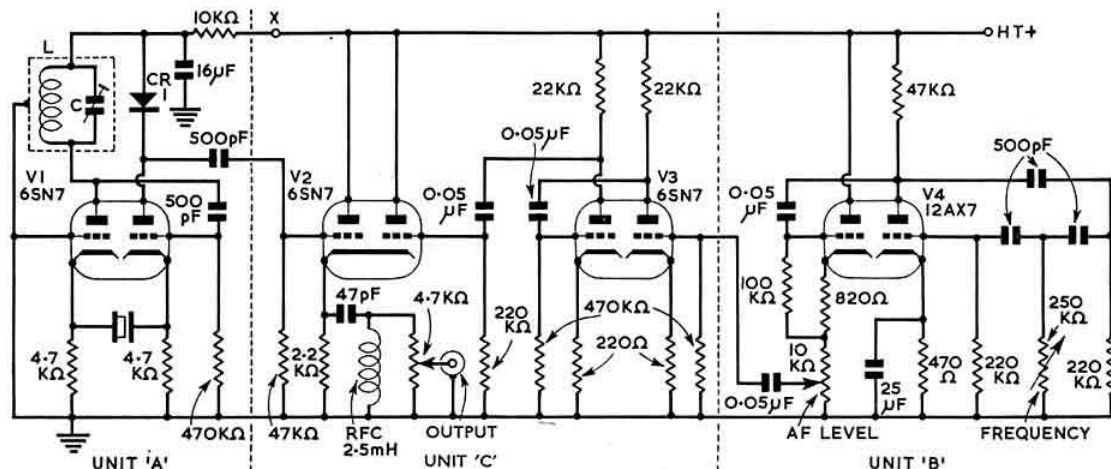 10KΩ
X
HT+
L
C
CR
1
16µF
22KΩ
22KΩ
47KΩ
500pF
0·05µF
500pF
V1
6SN7
V2
6SN7
V3
6SN7
V4
12AX7
500
pF
0·05
µF
0·05
µF
47pF
4·7KΩ
100
KΩ
820Ω
250
KΩ
220
KΩ
470KΩ
4·7
KΩ
4·7
KΩ
2·2
KΩ
220Ω
10
KΩ
470
Ω
220
KΩ
220
KΩ
25
µF
0·05µF
470KΩ
47KΩ
RFC
2·5mH
OUTPUT
AF LEVEL
FREQUENCY
UNIT 'A'
UNIT 'C'
UNIT 'B'